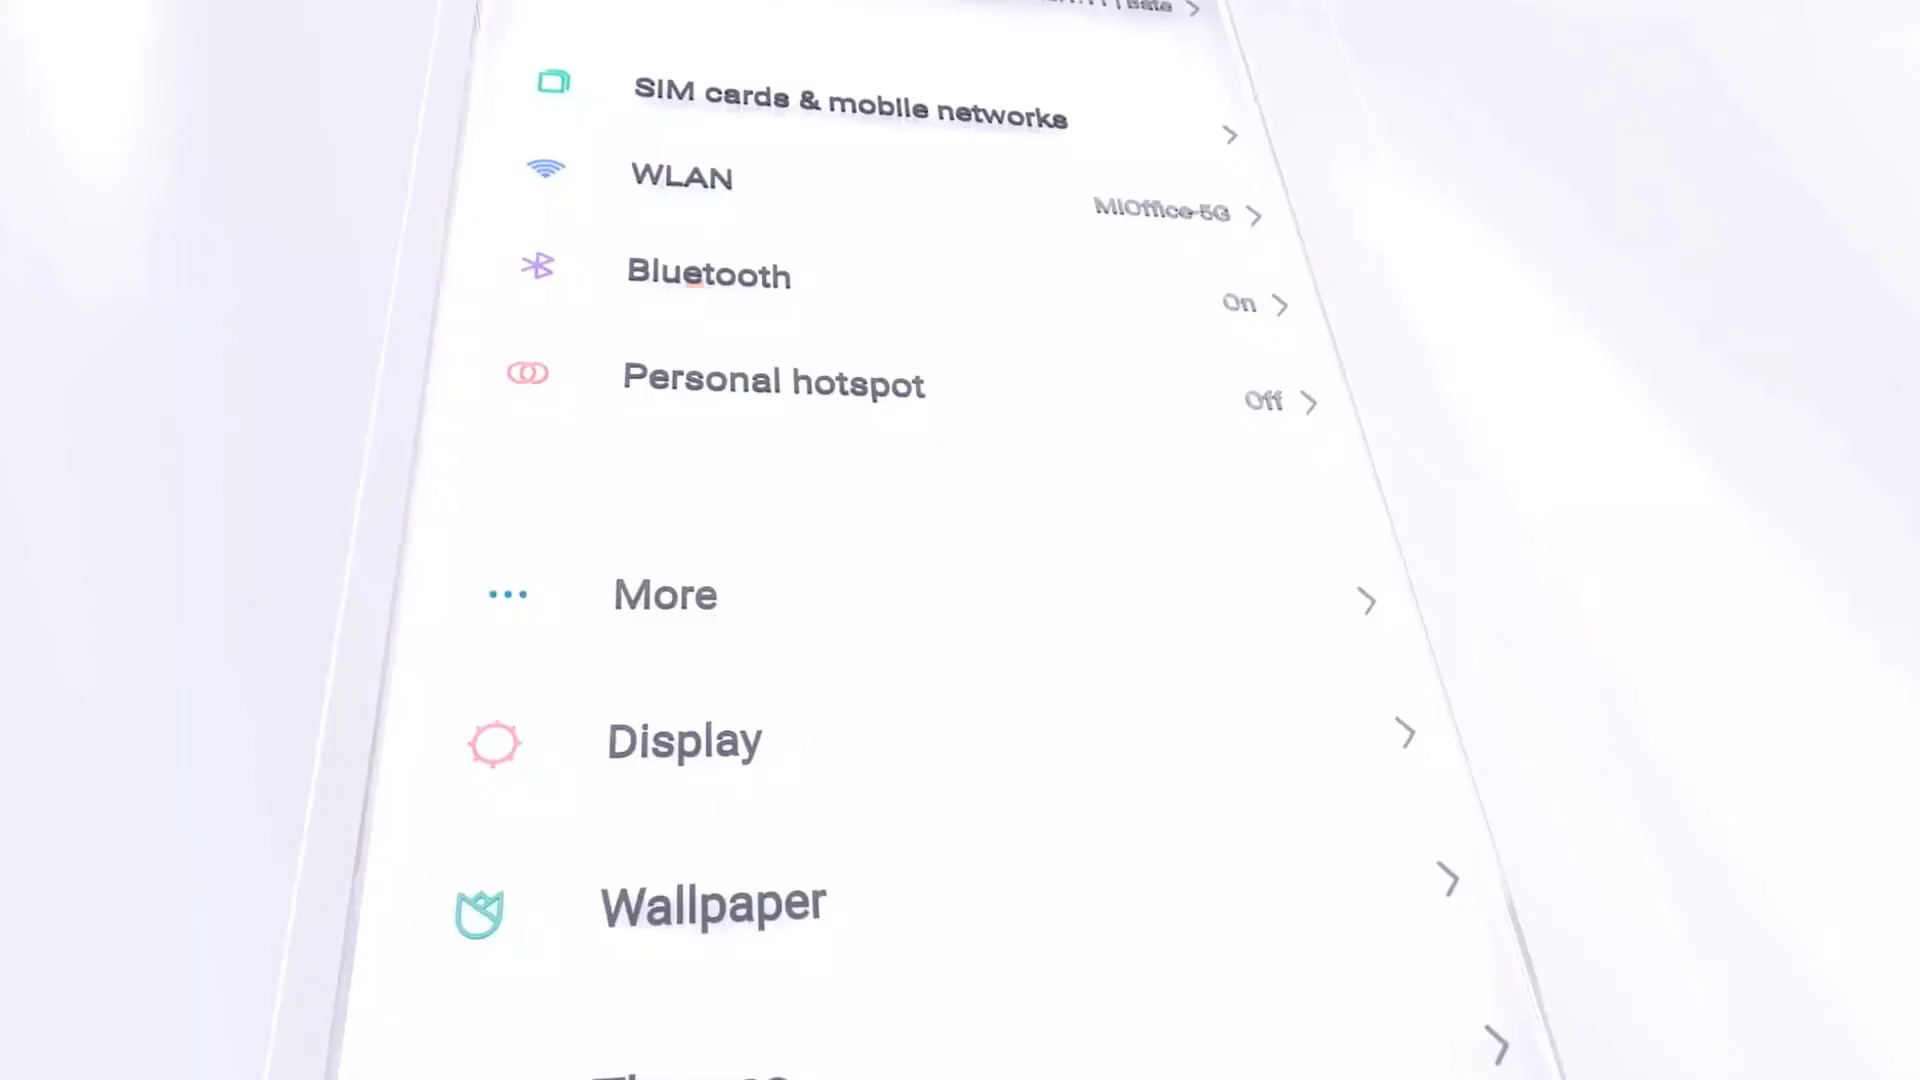 SIM cards & mobile networks
WLAN
MIOffice-5G
Bluetooth
On
Personal hotspot
Off
More
Display
Wallpaper